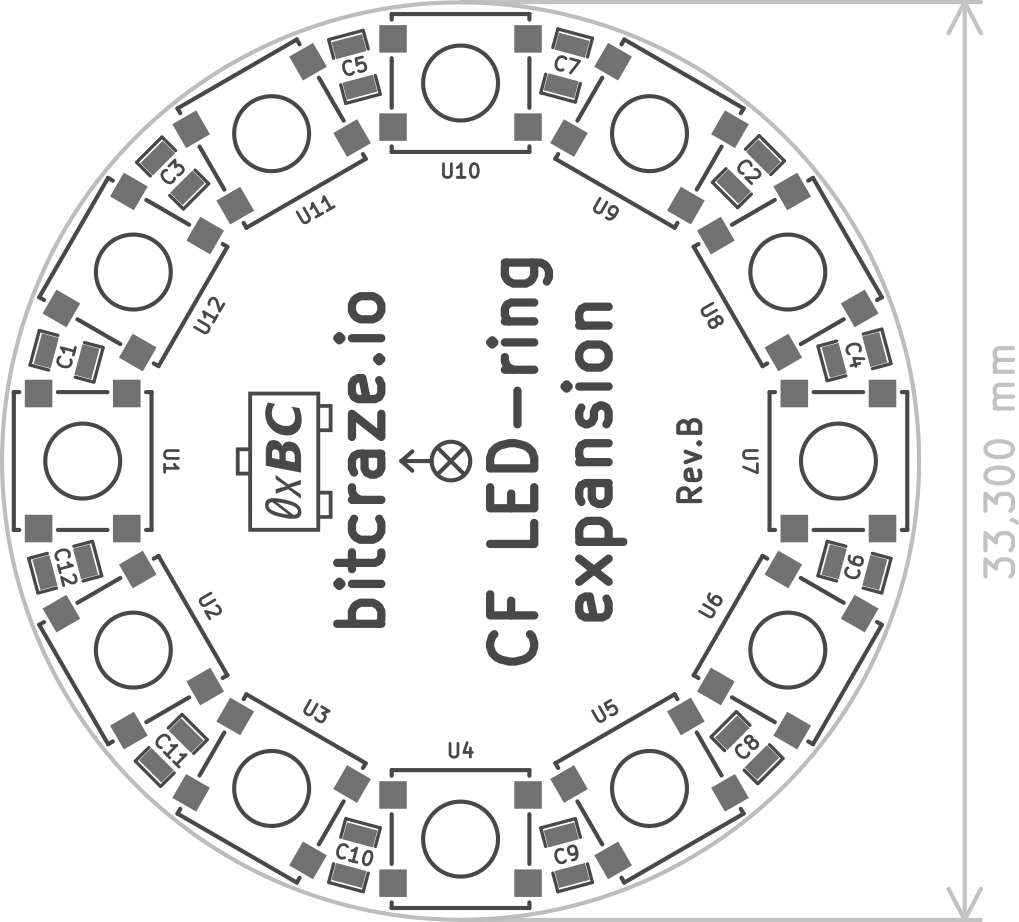 C5
C7
U10
C3
C2
U11
U9
U12
U8
C1
C4
0xBC
bitcraze.io
CF LED-ring
expansion
Rev.B
U1
U7
33,300 mm
C12
C6
U2
U6
U3
U5
U4
C11
C8
C10
C9